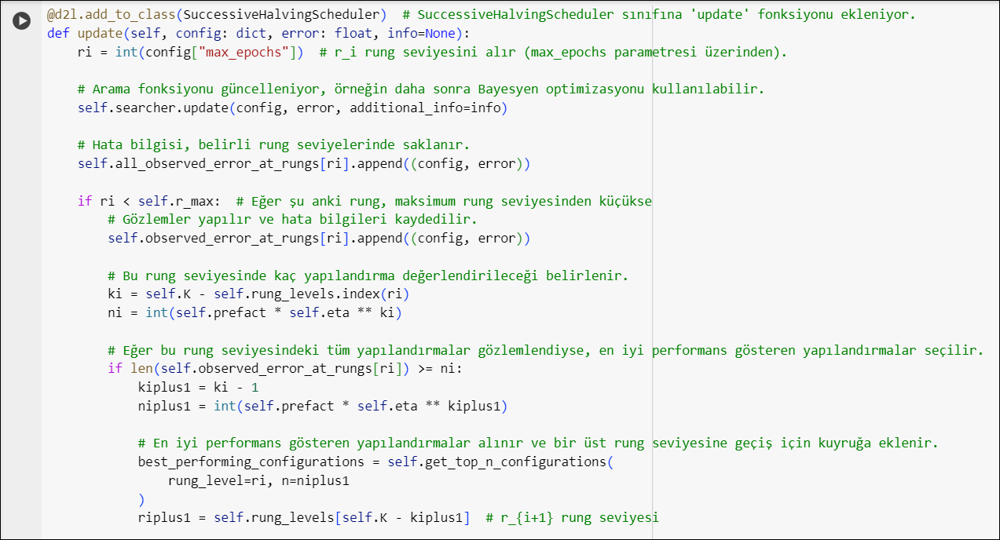 @d2l.add_to_class(SuccessiveHalvingScheduler)  # SuccessiveHalvingScheduler sınıfına 'update' fonksiyonu ekleniyor.
def update(self, config: dict, error: float, info=None):
    ri = int(config["max_epochs"])  # r_i rung seviyesini alır (max_epochs parametresi üzerinden).

    # Arama fonksiyonu güncelleniyor, örneğin daha sonra Bayesyen optimizasyonu kullanılabilir.
    self.searcher.update(config, error, additional_info=info)

    # Hata bilgisi, belirli rung seviyelerinde saklanır.
    self.all_observed_error_at_rungs[ri].append((config, error))

    if ri < self.r_max:  # Eğer şu anki rung, maksimum rung seviyesinden küçükse
        # Gözlemler yapılır ve hata bilgileri kaydedilir.
        self.observed_error_at_rungs[ri].append((config, error))

        # Bu rung seviyesinde kaç yapılandırma değerlendirileceği belirlenir.
        ki = self.K - self.rung_levels.index(ri)
        ni = int(self.prefact * self.eta ** ki)

        # Eğer bu rung seviyesindeki tüm yapılandırmalar gözlemlendiyse, en iyi performans gösteren yapılandırmalar seçilir.
        if len(self.observed_error_at_rungs[ri]) >= ni:
            kiplus1 = ki - 1
            niplus1 = int(self.prefact * self.eta ** kiplus1)

            # En iyi performans gösteren yapılandırmalar alınır ve bir üst rung seviyesine geçiş için kuyruğa eklenir.
            best_performing_configurations = self.get_top_n_configurations(
                rung_level=ri, n=niplus1
            )
            riplus1 = self.rung_levels[self.K - kiplus1]  # r_{i+1} rung seviyesi